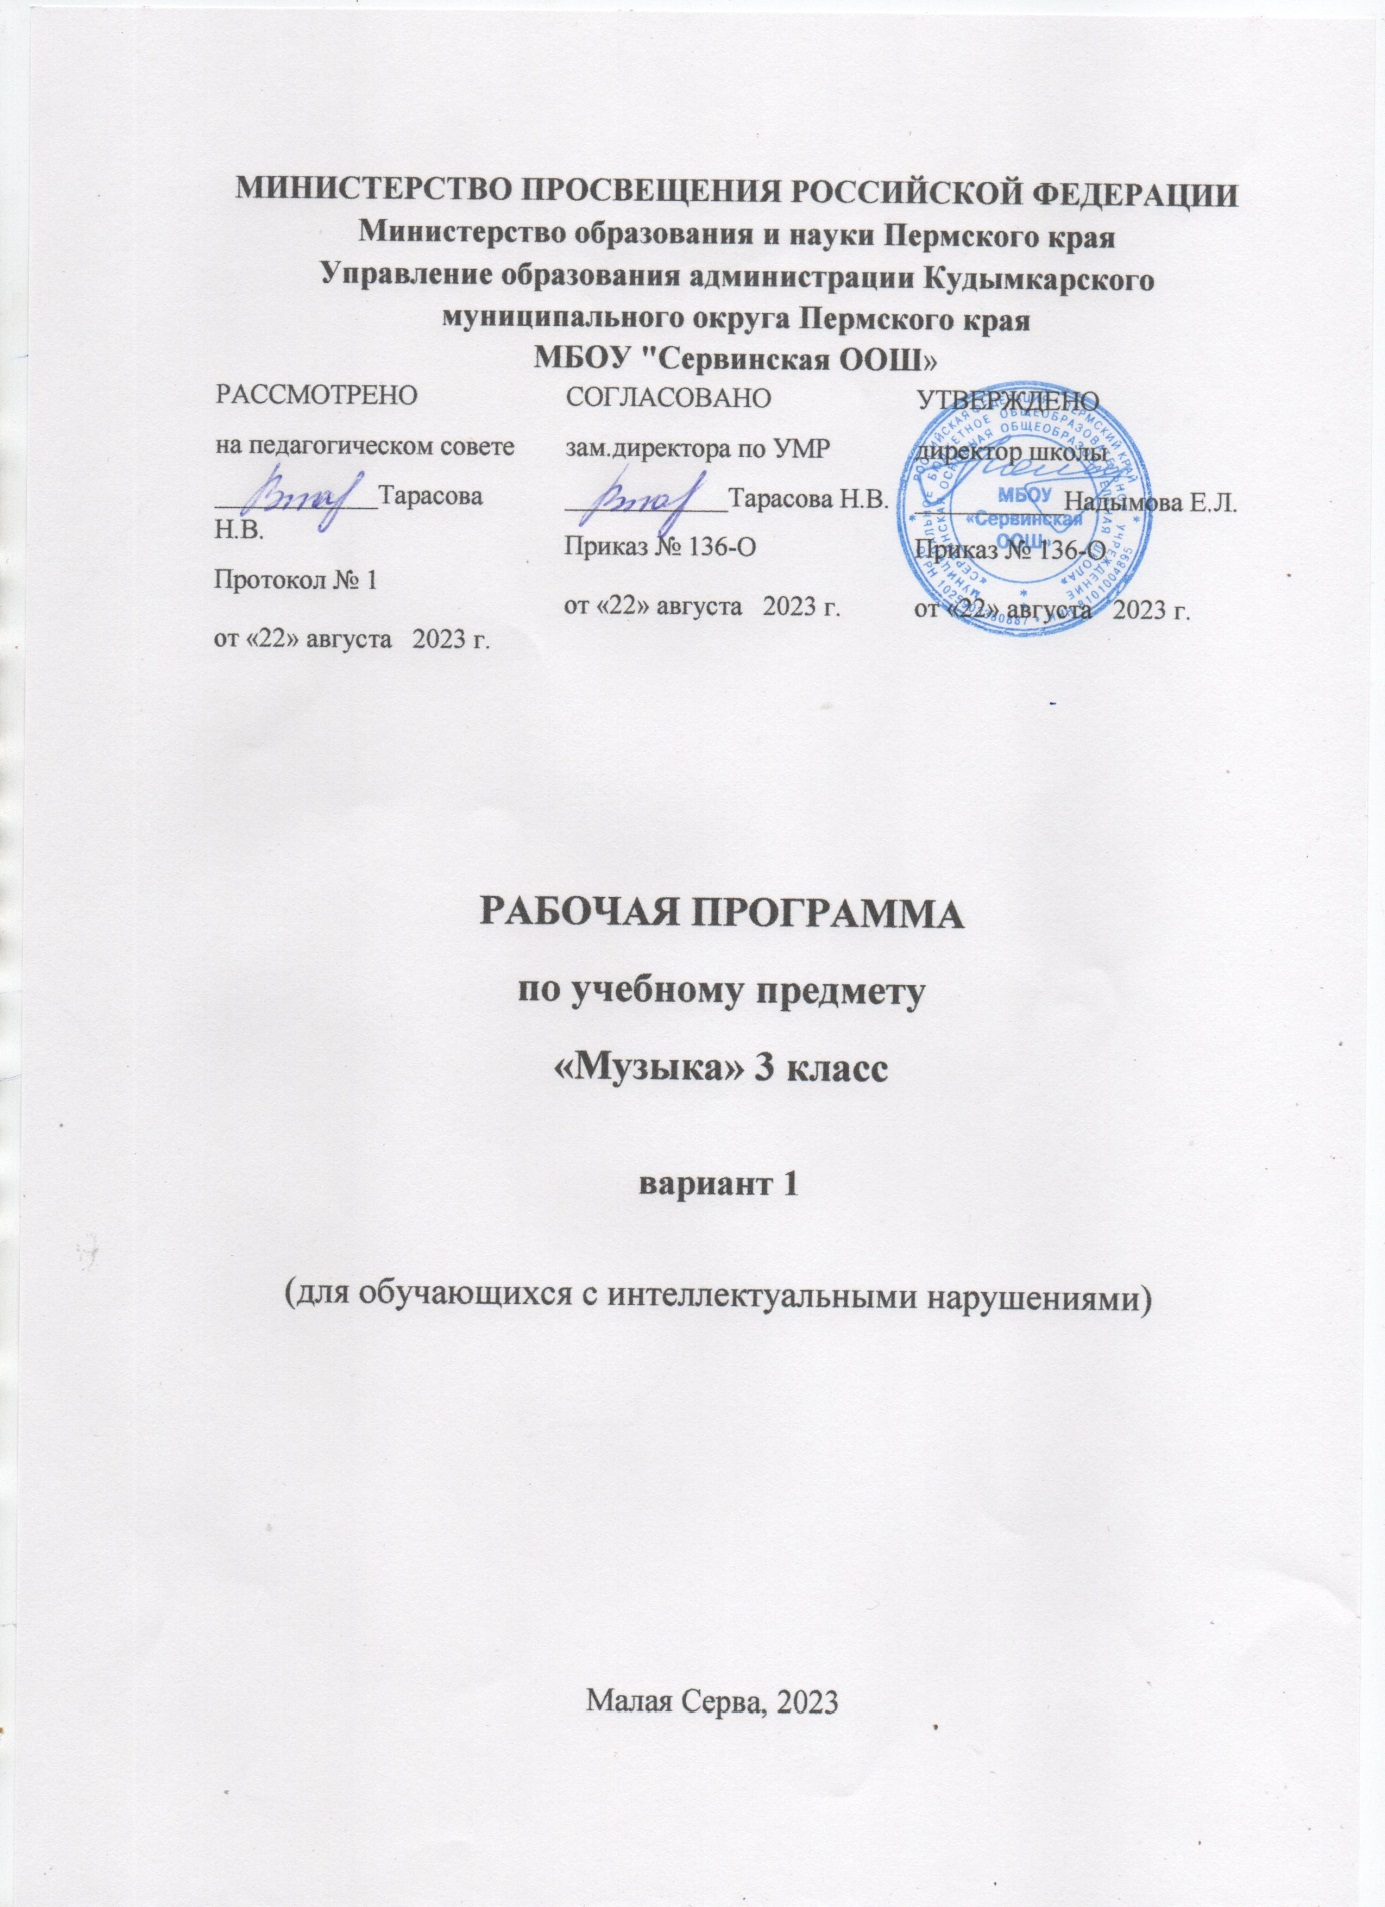 МИНИСТЕРСТВО ПРОСВЕЩЕНИЯ РОССИЙСКОЙ ФЕДЕРАЦИИ
Министерство образования и науки Пермского края
Управление образования администрации Кудымкарского
муниципального округа Пермского края
МБОУ "Сервинская ООШ»
РАССМОТРЕНО
на педагогическом совете
____________Тарасова
Н.В.
Протокол № 1
от «22» августа 2023 г.
СОГЛАСОВАНО
зам.директора по УМР
____________Тарасова Н.В.
Приказ № 136-О
от «22» августа 2023 г.
УТВЕРЖДЕНО
директор школы
___________Надымова Е.Л.
Приказ № 136-О
от «22» августа 2023 г.
МБОУ
«Сервинская
ООШ»
РАБОЧАЯ ПРОГРАММА
по учебному предмету
«Музыка» 3 класс
вариант 1
(для обучающихся с интеллектуальными нарушениями)
Малая Серва, 2023